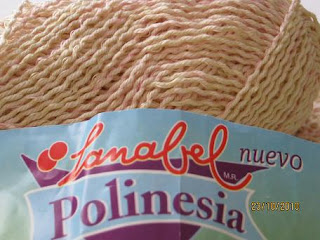 Lanabel nuevo
M.R.
Polinesia
23/10/2013